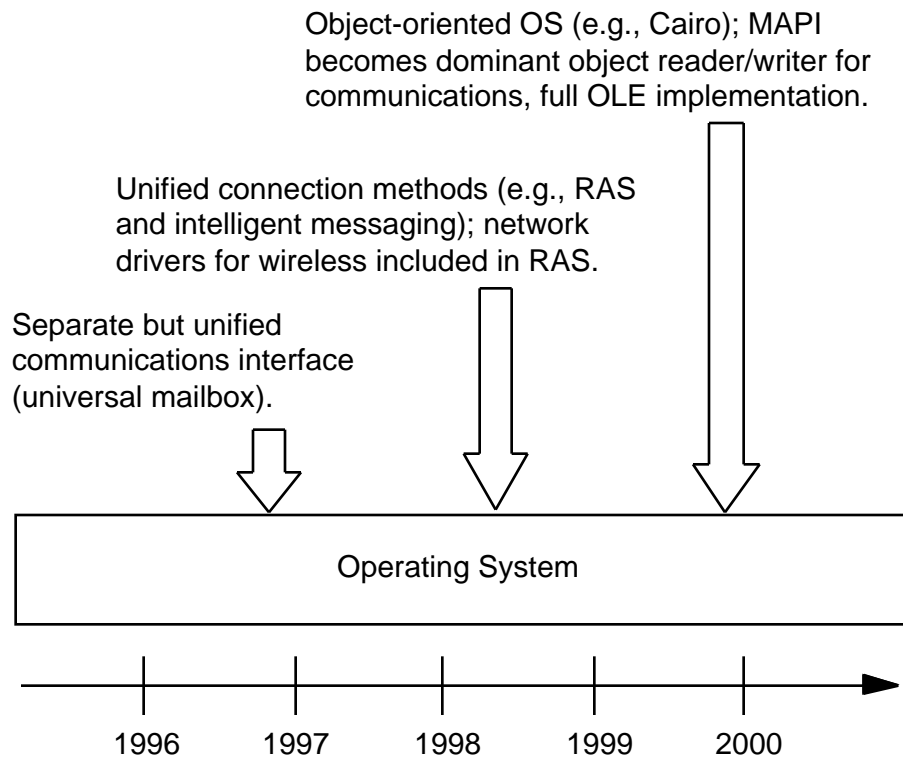 Object-oriented OS (e.g., Cairo); MAPI
becomes dominant object reader/writer for
communications, full OLE implementation.
Unified connection methods (e.g., RAS
and intelligent messaging); network
drivers for wireless included in RAS.
Separate but unified
communications interface
(universal mailbox).
Operating System
1996 1997 1998 1999 2000